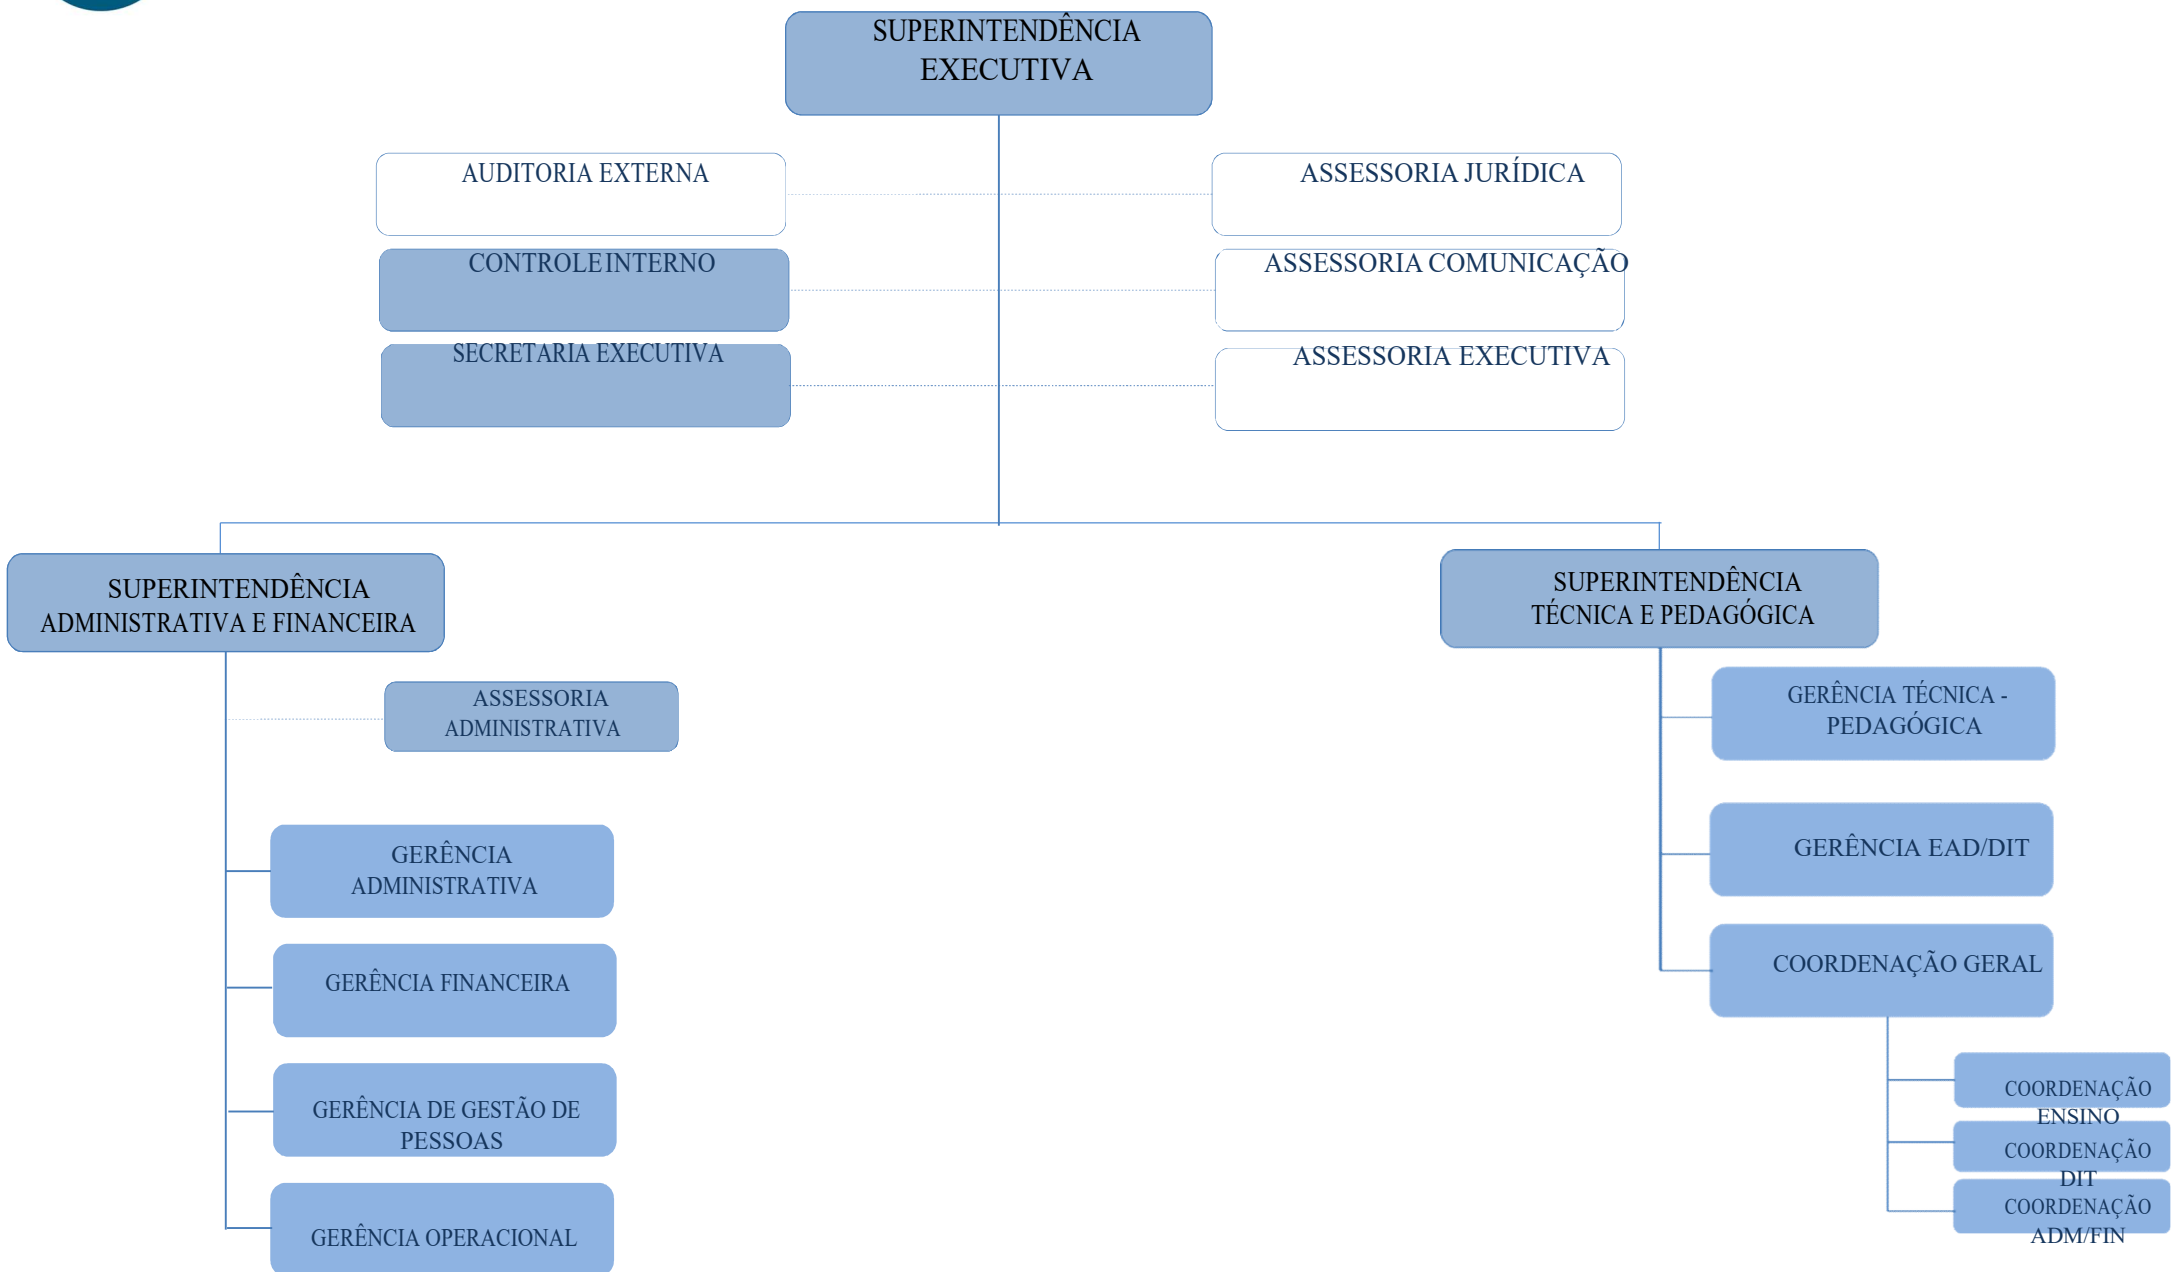 SUPERINTENDÊNCIA
EXECUTIVA
AUDITORIA EXTERNA
ASSESSORIA JURÍDICA
CONTROLE INTERNO
ASSESSORIA COMUNICAÇÃO
SECRETARIA EXECUTIVA
ASSESSORIA EXECUTIVA
SUPERINTENDÊNCIA
ADMINISTRATIVA E FINANCEIRA
ASSESSORIA
ADMINISTRATIVA
GERÊNCIA
ADMINISTRATIVA
GERÊNCIA FINANCEIRA
GERÊNCIA DE GESTÃO DE
PESSOAS
GERÊNCIA OPERACIONAL
SUPERINTENDÊNCIA
TÉCNICA E PEDAGÓGICA
GERÊNCIA TÉCNICA -
PEDAGÓGICA
GERÊNCIA EAD/DIT
COORDENAÇÃO GERAL
COORDENAÇÃO
ENSINO
COORDENAÇÃO
DIT
COORDENAÇÃO
ADM/FIN